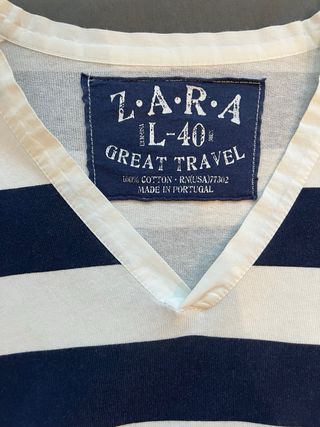 Z·A·R·A
L-40
GREAT TRAVEL
100% COTTON · RN(USA)77302
MADE IN PORTUGAL